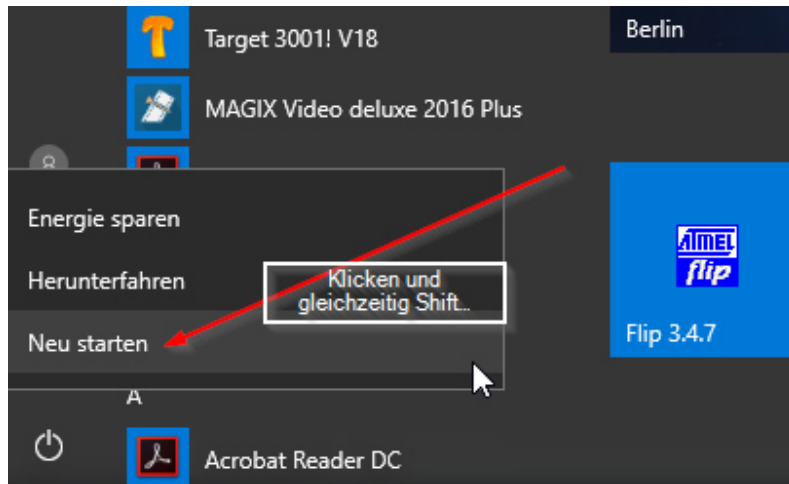 Target 3001! V18
Berlin
MAGIX Video deluxe 2016 Plus
Energie sparen
Herunterfahren
Klicken und
gleichzeitig Shift...
Neu starten
ATMEL
flip
Flip 3.4.7
A
Acrobat Reader DC